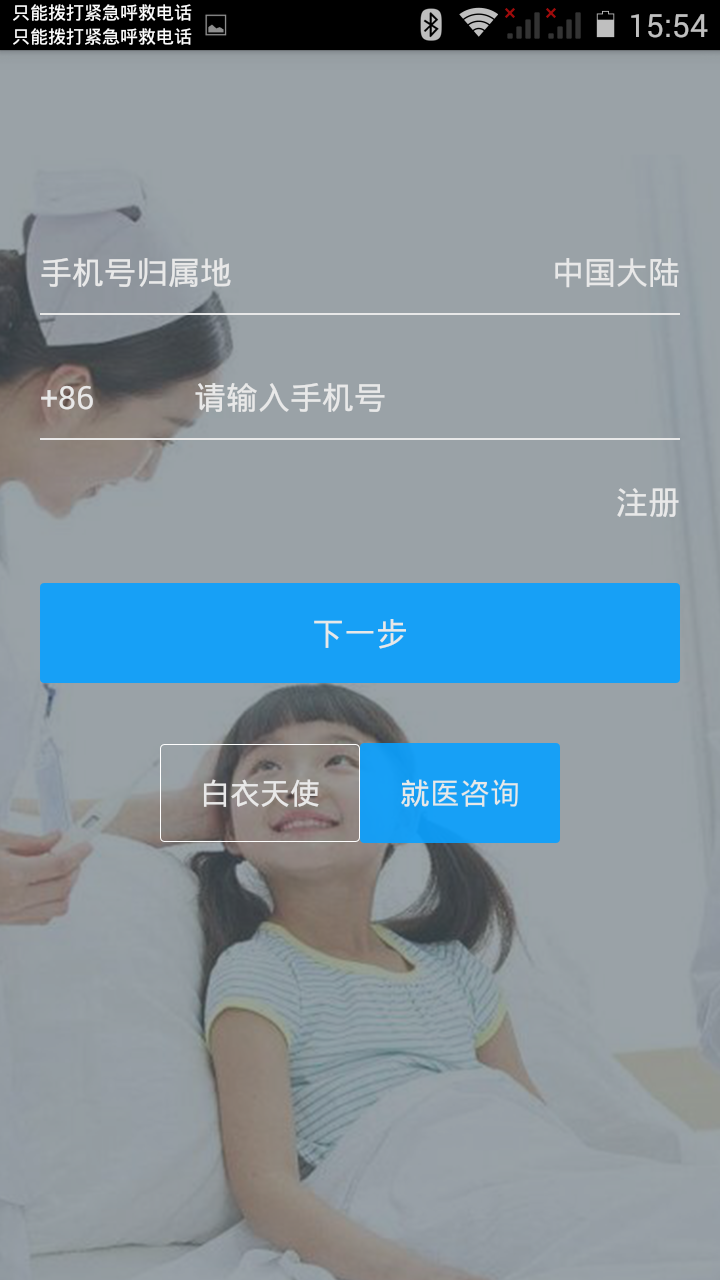 只能拨打紧急呼救电话
只能拨打紧急呼救电话
15:54
手机号归属地 中国大陆
+86 请输入手机号
注册
下一步
白衣天使 就医咨询